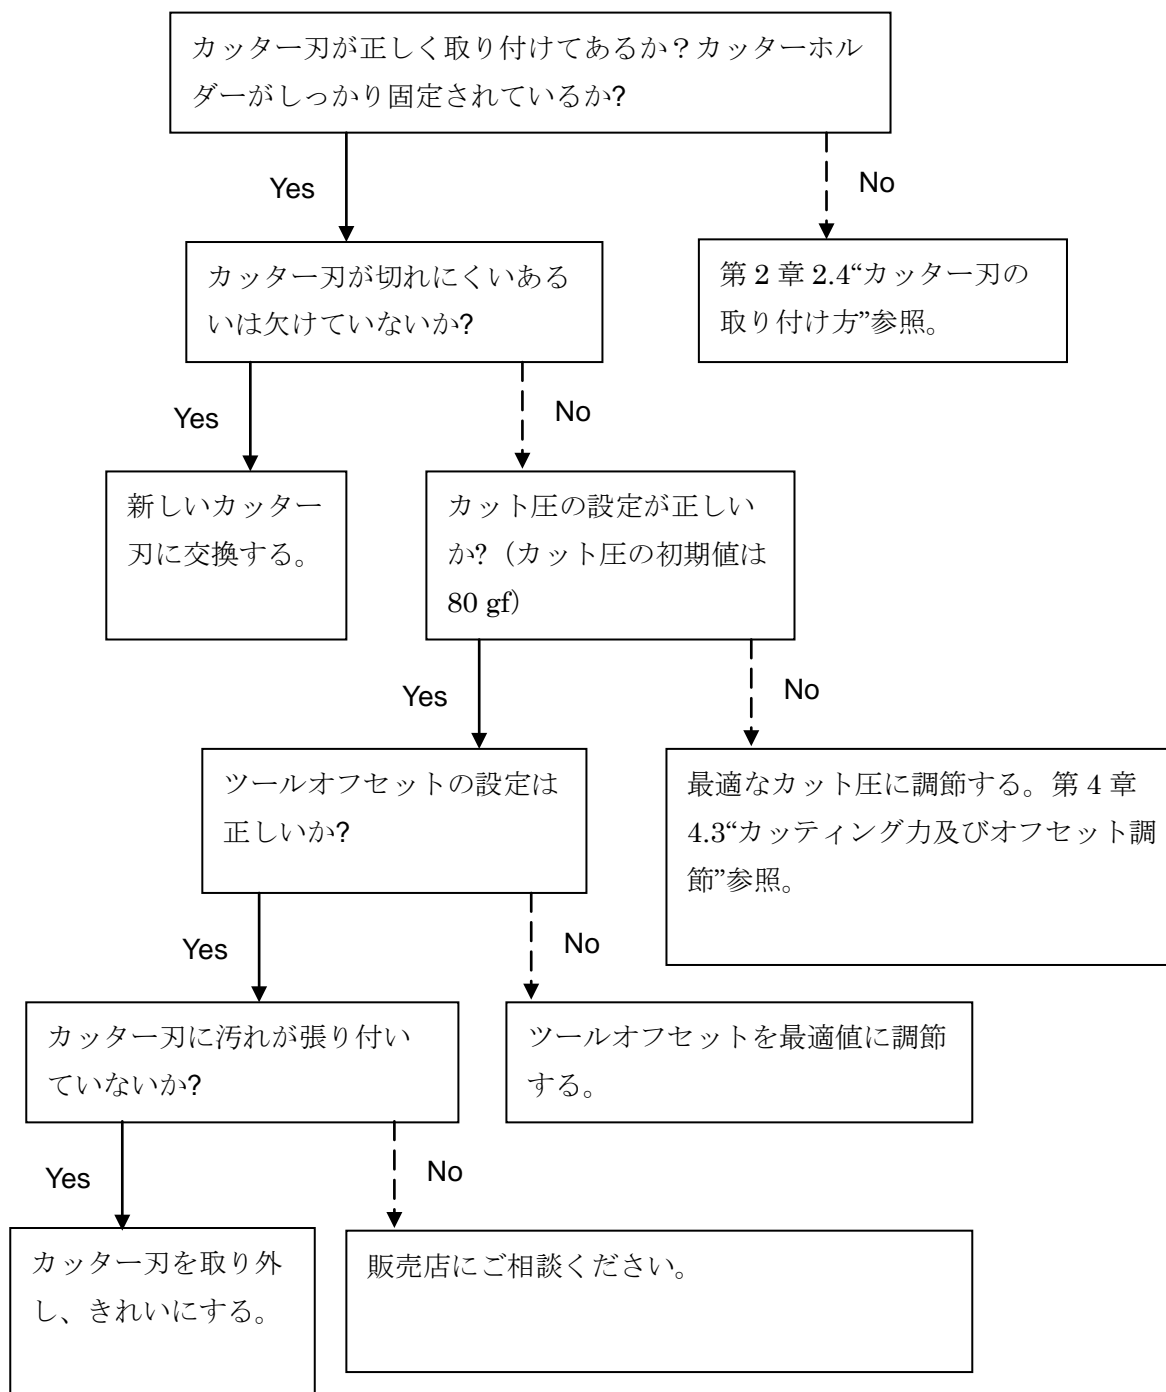 カッター刃が正しく取り付けてあるか？カッターホル
ダーがしっかり固定されているか?
Yes
No
カッター刃が切れにくいある
いは欠けていないか?
第 2 章 2.4“カッター刃の
取り付け方”参照。
Yes
No
新しいカッター
刃に交換する。
カット圧の設定が正しい
か?（カット圧の初期値は
80 gf）
Yes
No
ツールオフセットの設定は
正しいか?
最適なカット圧に調節する。第 4 章
4.3“カッティング力及びオフセット調
節”参照。
Yes
No
カッター刃に汚れが張り付い
ていないか?
ツールオフセットを最適値に調節
する。
Yes
No
カッター刃を取り外
し、きれいにする。
販売店にご相談ください。